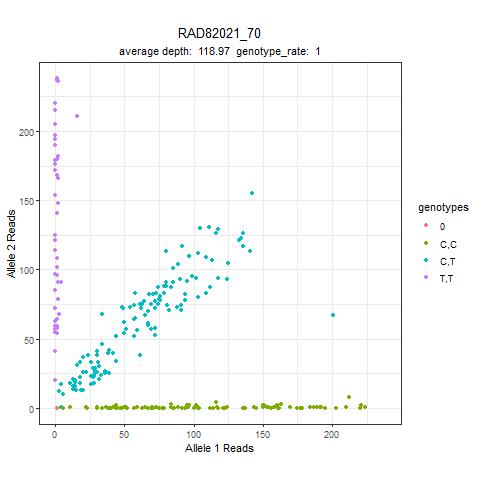 RAD82021_70
average depth: 118.97 genotype_rate: 1
Allele 2 Reads
200
150
100
50
0
0 50 100 150 200
Allele 1 Reads
genotypes
0
C,C
C,T
T,T